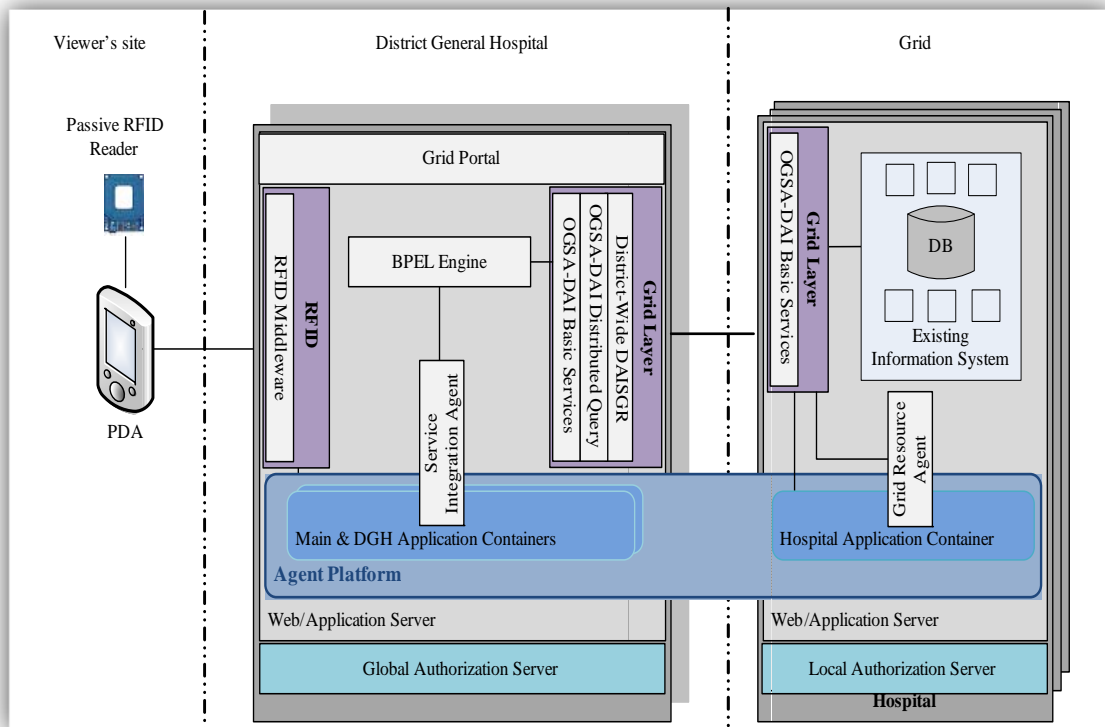 Viewer's site
District General Hospital
Grid
Passive RFID
Reader
PDA
Grid Portal
RFID Middleware
RFID
BPEL Engine
Service
Integration Agent
OGSA-DAI Basic Services
OGSA-DAI Distributed Query
District-Wide DAISGR
Grid Layer
Main & DGH Application Containers
Agent Platform
Web/Application Server
Global Authorization Server
OGSA-DAI Basic Services
Grid Layer
DB
Existing
Information System
Grid Resource
Agent
Hospital Application Container
Web/Application Server
Local Authorization Server
Hospital